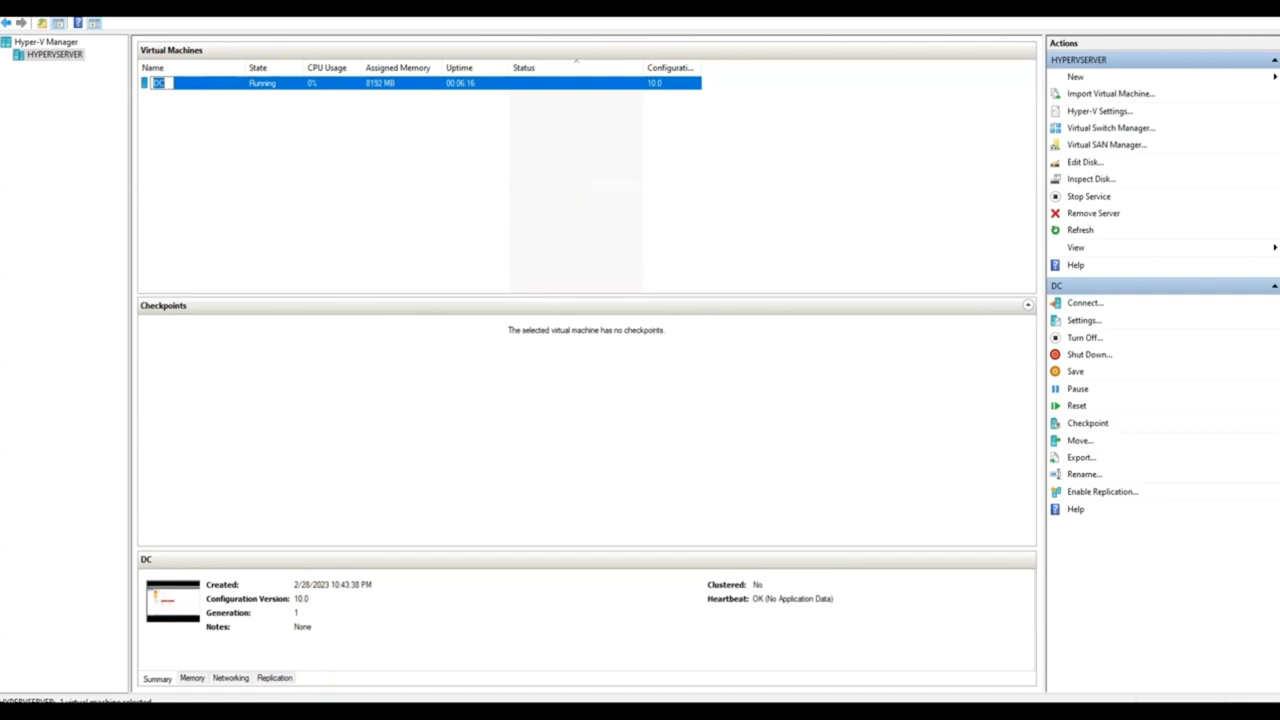 Hyper-V Manager
HYPERVSERVER
Virtual Machines
Name State CPU Usage Assigned Memory Uptime Status Configurati...
DC Running 0% 8192 MB 00:06:16 10.0
Checkpoints
The selected virtual machine has no checkpoints.
DC
Created: 2/28/2023 10:43:38 PM
Configuration Version: 10.0
Generation: 1
Notes: None
Clustered: No
Heartbeat: OK (No Application Data)
Summary Memory Networking Replication
HYPERVSERVER: 1 virtual machine selected.
Actions
HYPERVSERVER
New
Import Virtual Machine...
Hyper-V Settings...
Virtual Switch Manager...
Virtual SAN Manager...
Edit Disk...
Inspect Disk...
Stop Service
Remove Server
Refresh
View
Help
DC
Connect...
Settings...
Turn Off...
Shut Down...
Save
Pause
Reset
Checkpoint
Move...
Export...
Rename...
Enable Replication...
Help